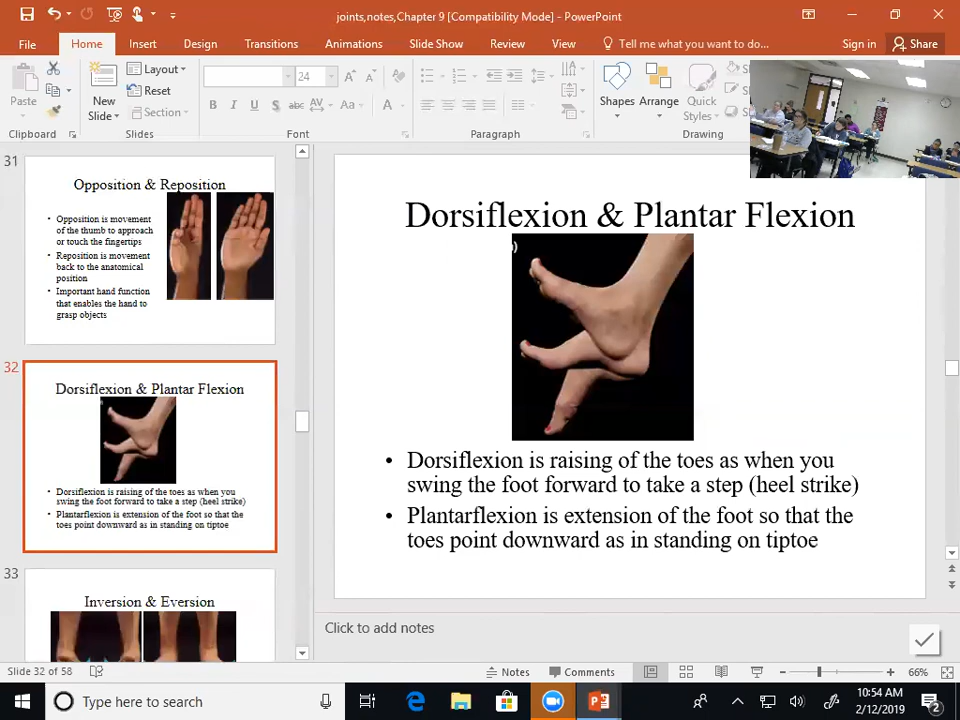 joints,notes,Chapter 9 [Compatibility Mode] - PowerPoint
File Home Insert Design Transitions Animations Slide Show Review View Tell me what you want to do... Sign in Share
Paste Layout Reset Section New Slide 24 Shapes Arrange Quick Styles
B I U S abc AV Aa A
Clipboard Slides Font Paragraph Drawing
31
Opposition & Reposition
• Opposition is movement
of the thumb to approach
or touch the fingertips
• Reposition is movement
back to the anatomical
position
• Important hand function
that enables the hand to
grasp objects
32
Dorsiflexion & Plantar Flexion
• Dorsiflexion is raising of the toes as when you
swing the foot forward to take a step (heel strike)
• Plantarflexion is extension of the foot so that the
toes point downward as in standing on tiptoe
33
Inversion & Eversion
Dorsiflexion & Plantar Flexion
• Dorsiflexion is raising of the toes as when you
swing the foot forward to take a step (heel strike)
• Plantarflexion is extension of the foot so that the
toes point downward as in standing on tiptoe
Click to add notes
Slide 32 of 58 Notes Comments 66%
Type here to search 10:54 AM
2/12/2019 2